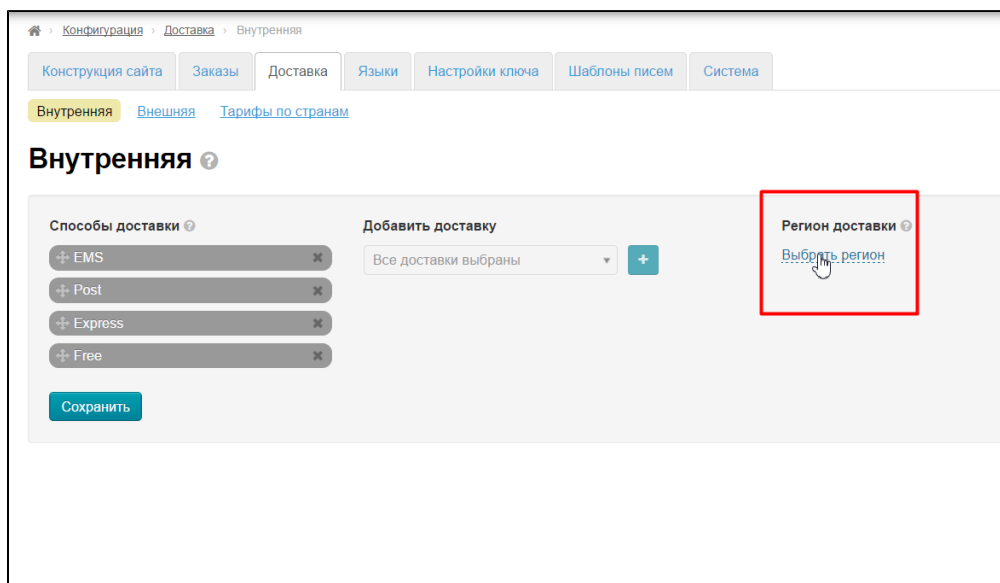 Конфигурация › Доставка › Внутренняя
Конструкция сайта Заказы Доставка Языки Настройки ключа Шаблоны писем Система
Внутренняя Внешняя Тарифы по странам
Внутренняя ?
Способы доставки ?
EMS
Post
Express
Free
Сохранить
Добавить доставку
Все доставки выбраны
+
Регион доставки ?
Выбрать регион